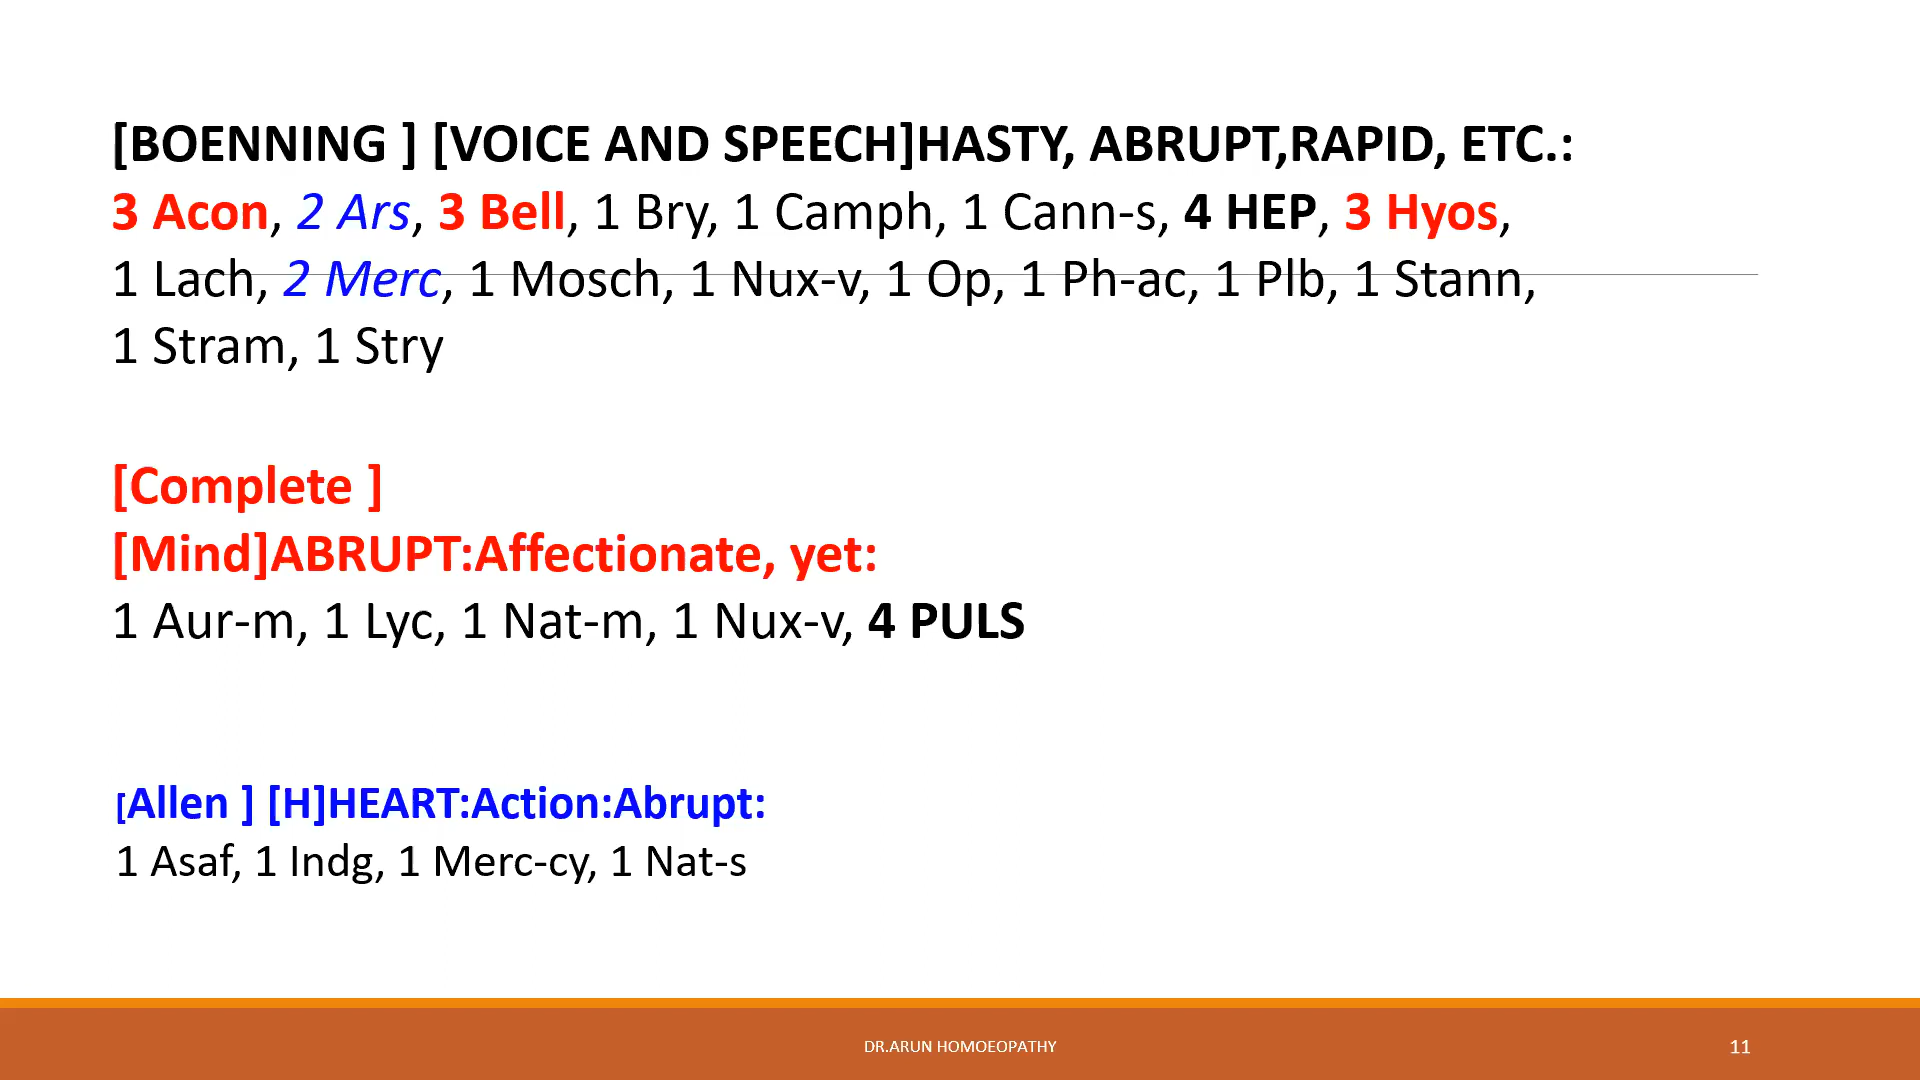 [BOENNING ] [VOICE AND SPEECH]HASTY, ABRUPT,RAPID, ETC.:
3 Acon, 2 Ars, 3 Bell, 1 Bry, 1 Camph, 1 Cann-s, 4 HEP, 3 Hyos,
1 Lach, 2 Merc, 1 Mosch, 1 Nux-v, 1 Op, 1 Ph-ac, 1 Plb, 1 Stann,
1 Stram, 1 Stry
[Complete ]
[Mind]ABRUPT:Affectionate, yet:
1 Aur-m, 1 Lyc, 1 Nat-m, 1 Nux-v, 4 PULS
[Allen ] [H]HEART:Action:Abrupt:
1 Asaf, 1 Indg, 1 Merc-cy, 1 Nat-s
DR.ARUN HOMOEOPATHY
11